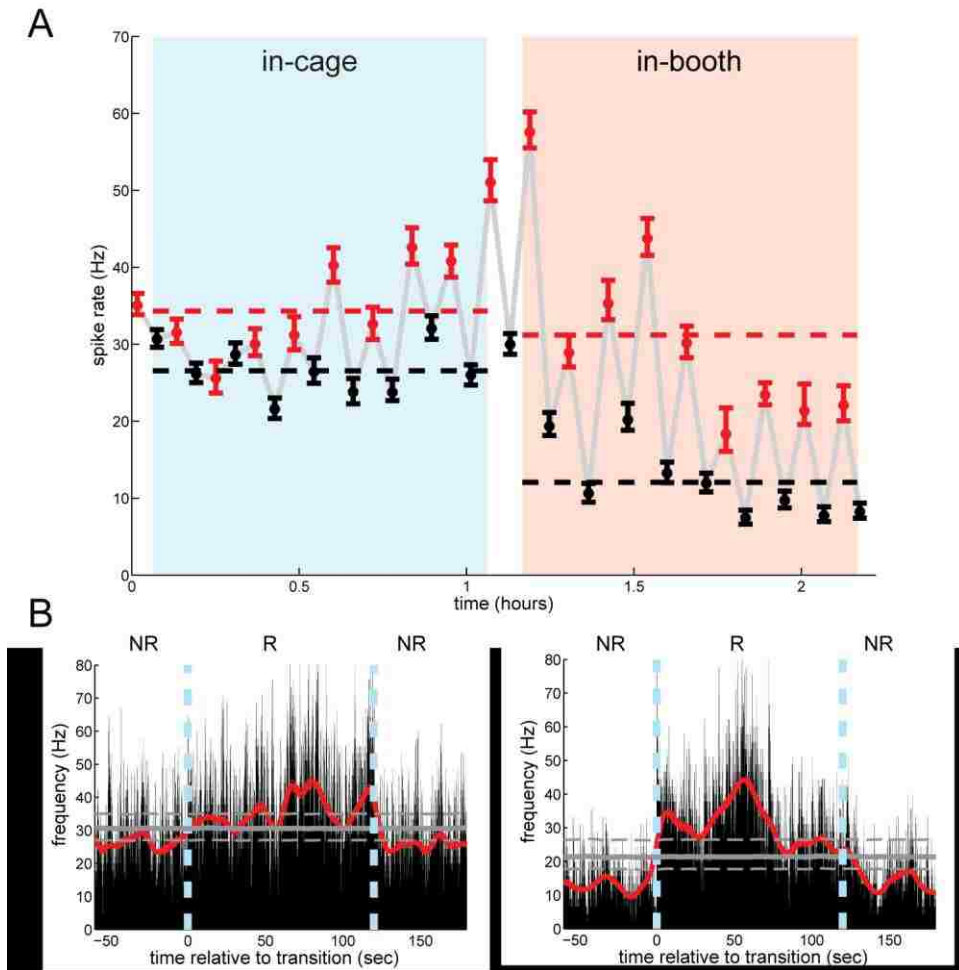 A
in-cage
in-booth
spike rate (Hz)
70
60
50
40
30
20
10
0
0
0.5
1
1.5
2
time (hours)
B
NR
R
NR
frequency (Hz)
80
70
60
50
40
30
20
10
0
−50
0
50
100
150
time relative to transition (sec)
NR
R
NR
frequency (Hz)
80
70
60
50
40
30
20
10
0
−50
0
50
100
150
time relative to transition (sec)